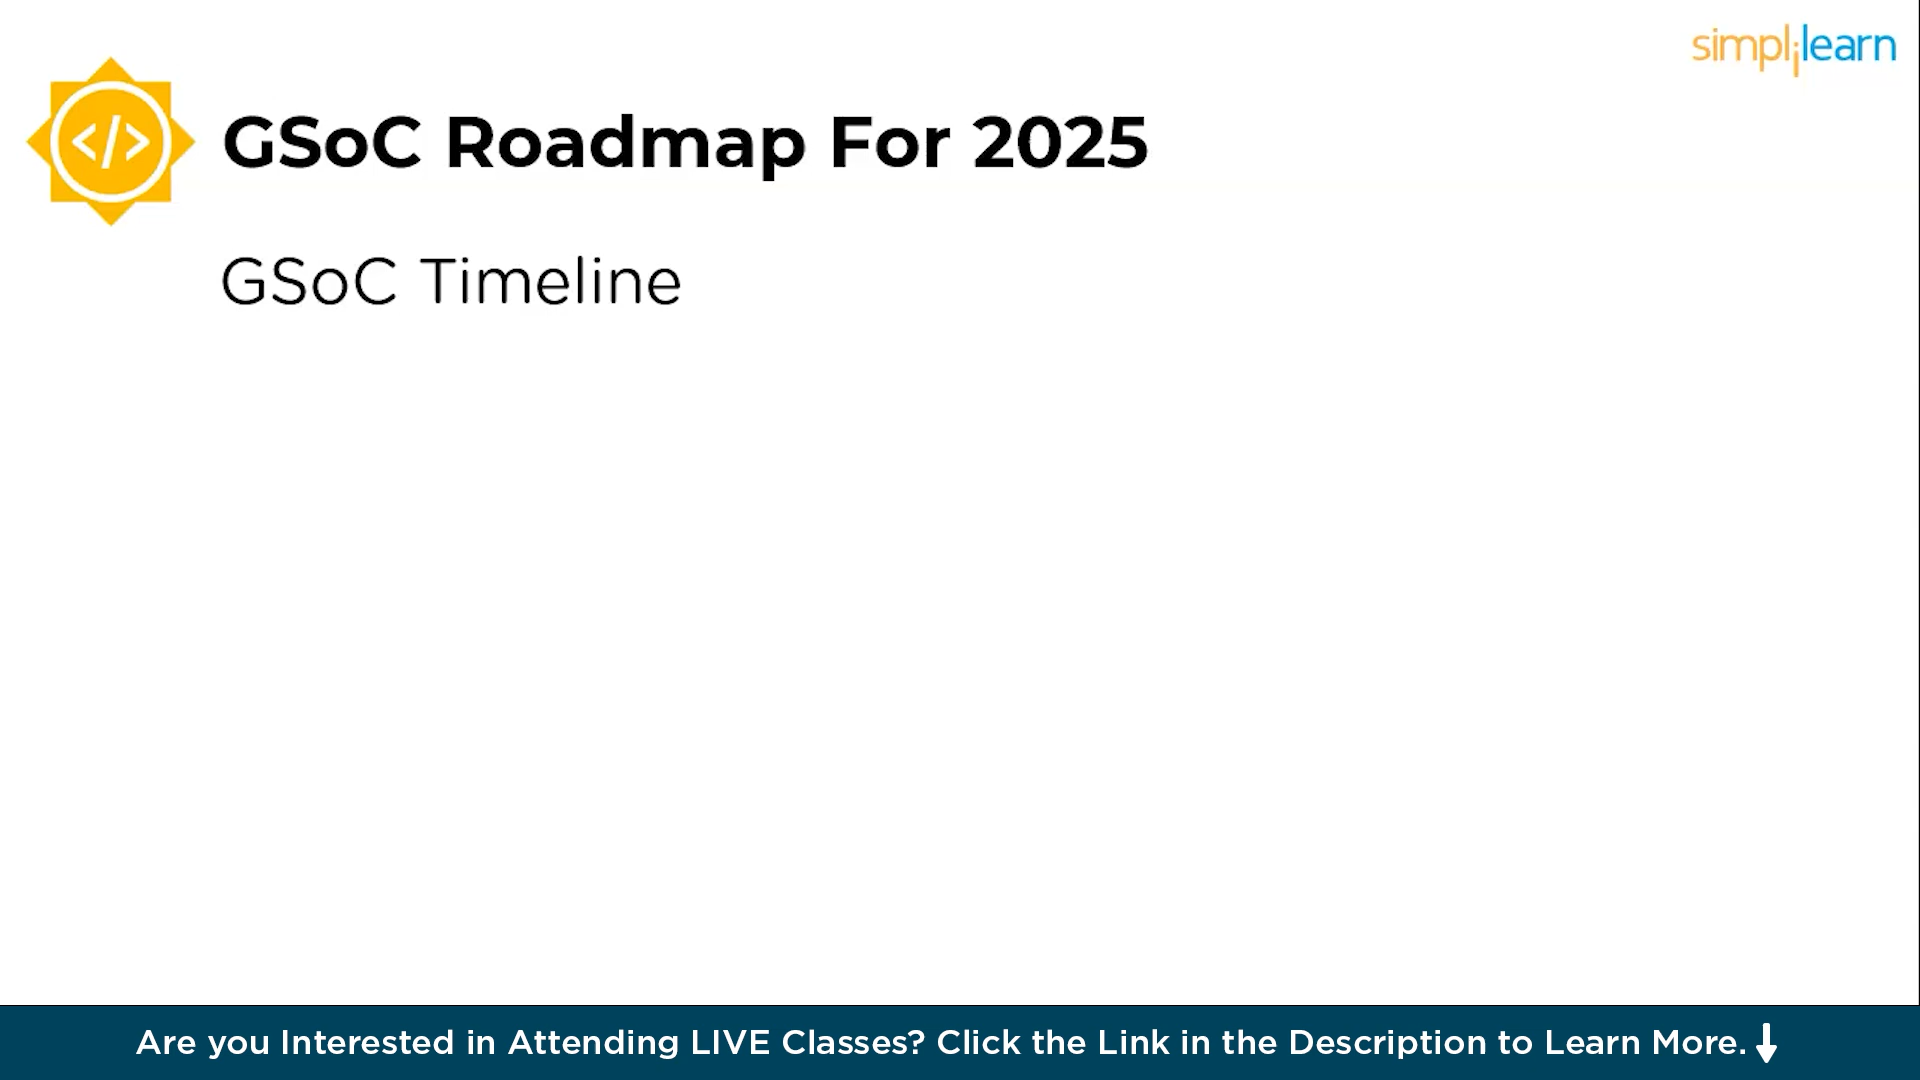 simplilearn
</>
GSoC Roadmap For 2025
GSoC Timeline
Are you Interested in Attending LIVE Classes? Click the Link in the Description to Learn More.